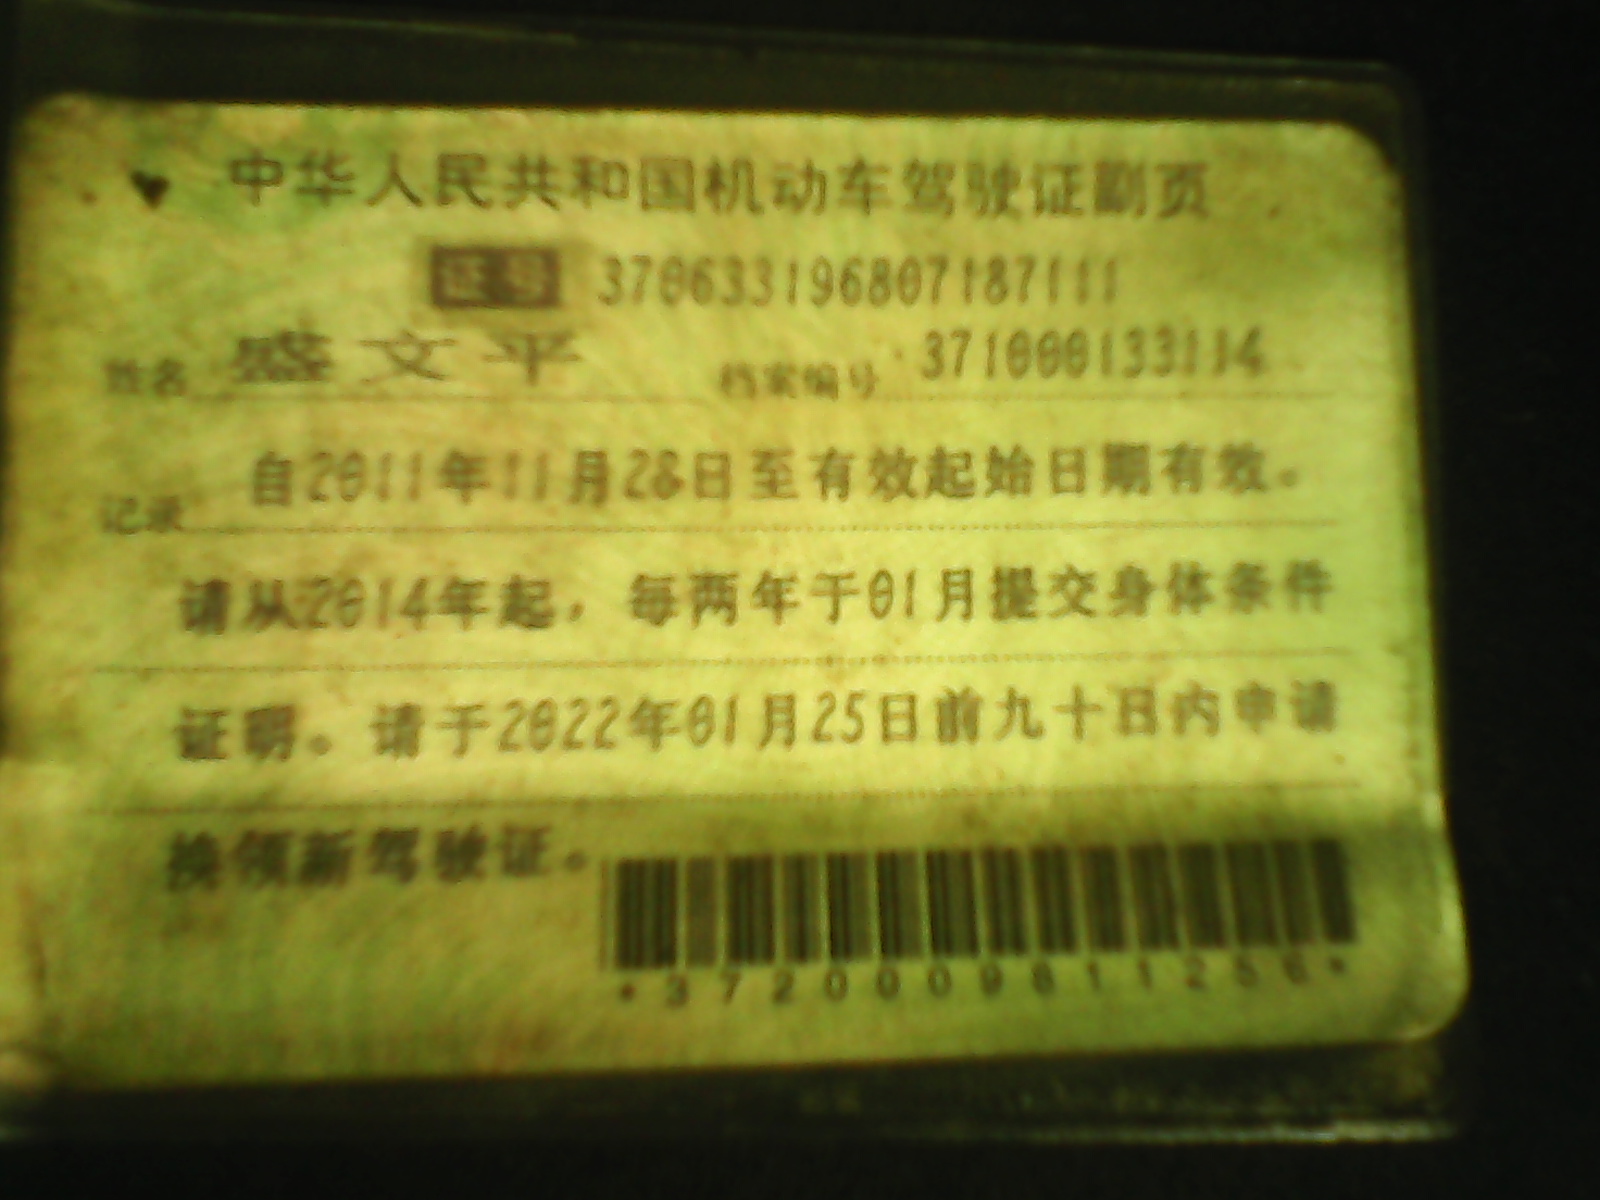 中华人民共和国机动车驾驶证副页
证号 370633196807187111
姓名 盛文平 档案编号 371000133114
记录 自2011年11月28日至有效起始日期有效。
请从2014年起，每两年于01月提交身体条件
证明。请于2022年01月25日前九十日内申请
换领新驾驶证。
*3720009811256*